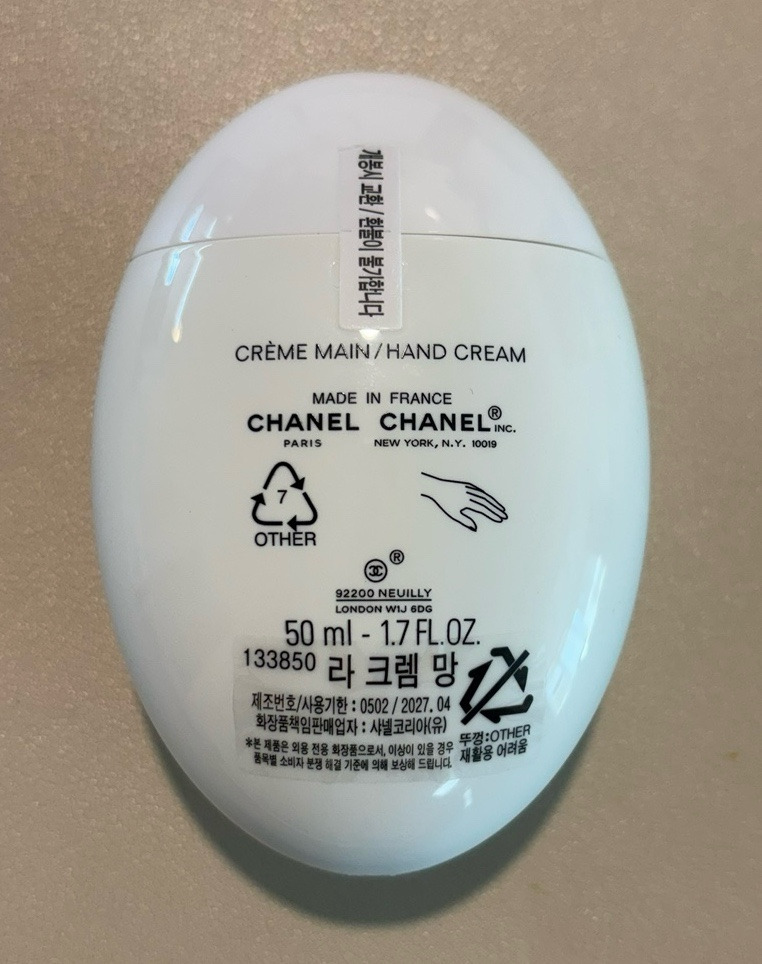 개봉시 교환 / 환불이 불가합니다
CRÈME MAIN / HAND CREAM
MADE IN FRANCE
CHANEL CHANEL® INC.
PARIS NEW YORK, N.Y. 10019
7
OTHER
®
92200 NEUILLY
LONDON W1J 6DG
50 ml - 1.7 FL.OZ.
133850 라 크렘 망
제조번호/사용기한 : 0502 / 2027. 04
화장품책임판매업자 : 샤넬코리아(유)
뚜껑:OTHER
재활용 어려움
*본 제품은 외용 전용 화장품으로서, 이상이 있을 경우
품목별 소비자 분쟁 해결 기준에 의해 보상해 드립니다.